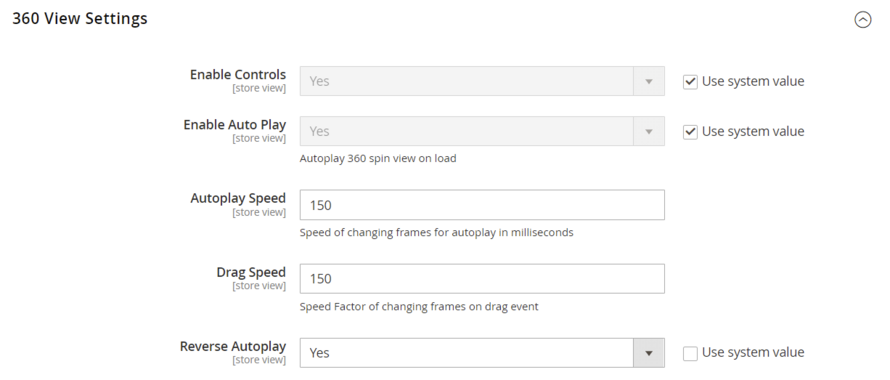 360 View Settings
Enable Controls
[store view]
Yes
Use system value
Enable Auto Play
[store view]
Yes
Use system value
Autoplay 360 spin view on load
Autoplay Speed
[store view]
150
Speed of changing frames for autoplay in milliseconds
Drag Speed
[store view]
150
Speed Factor of changing frames on drag event
Reverse Autoplay
[store view]
Yes
Use system value